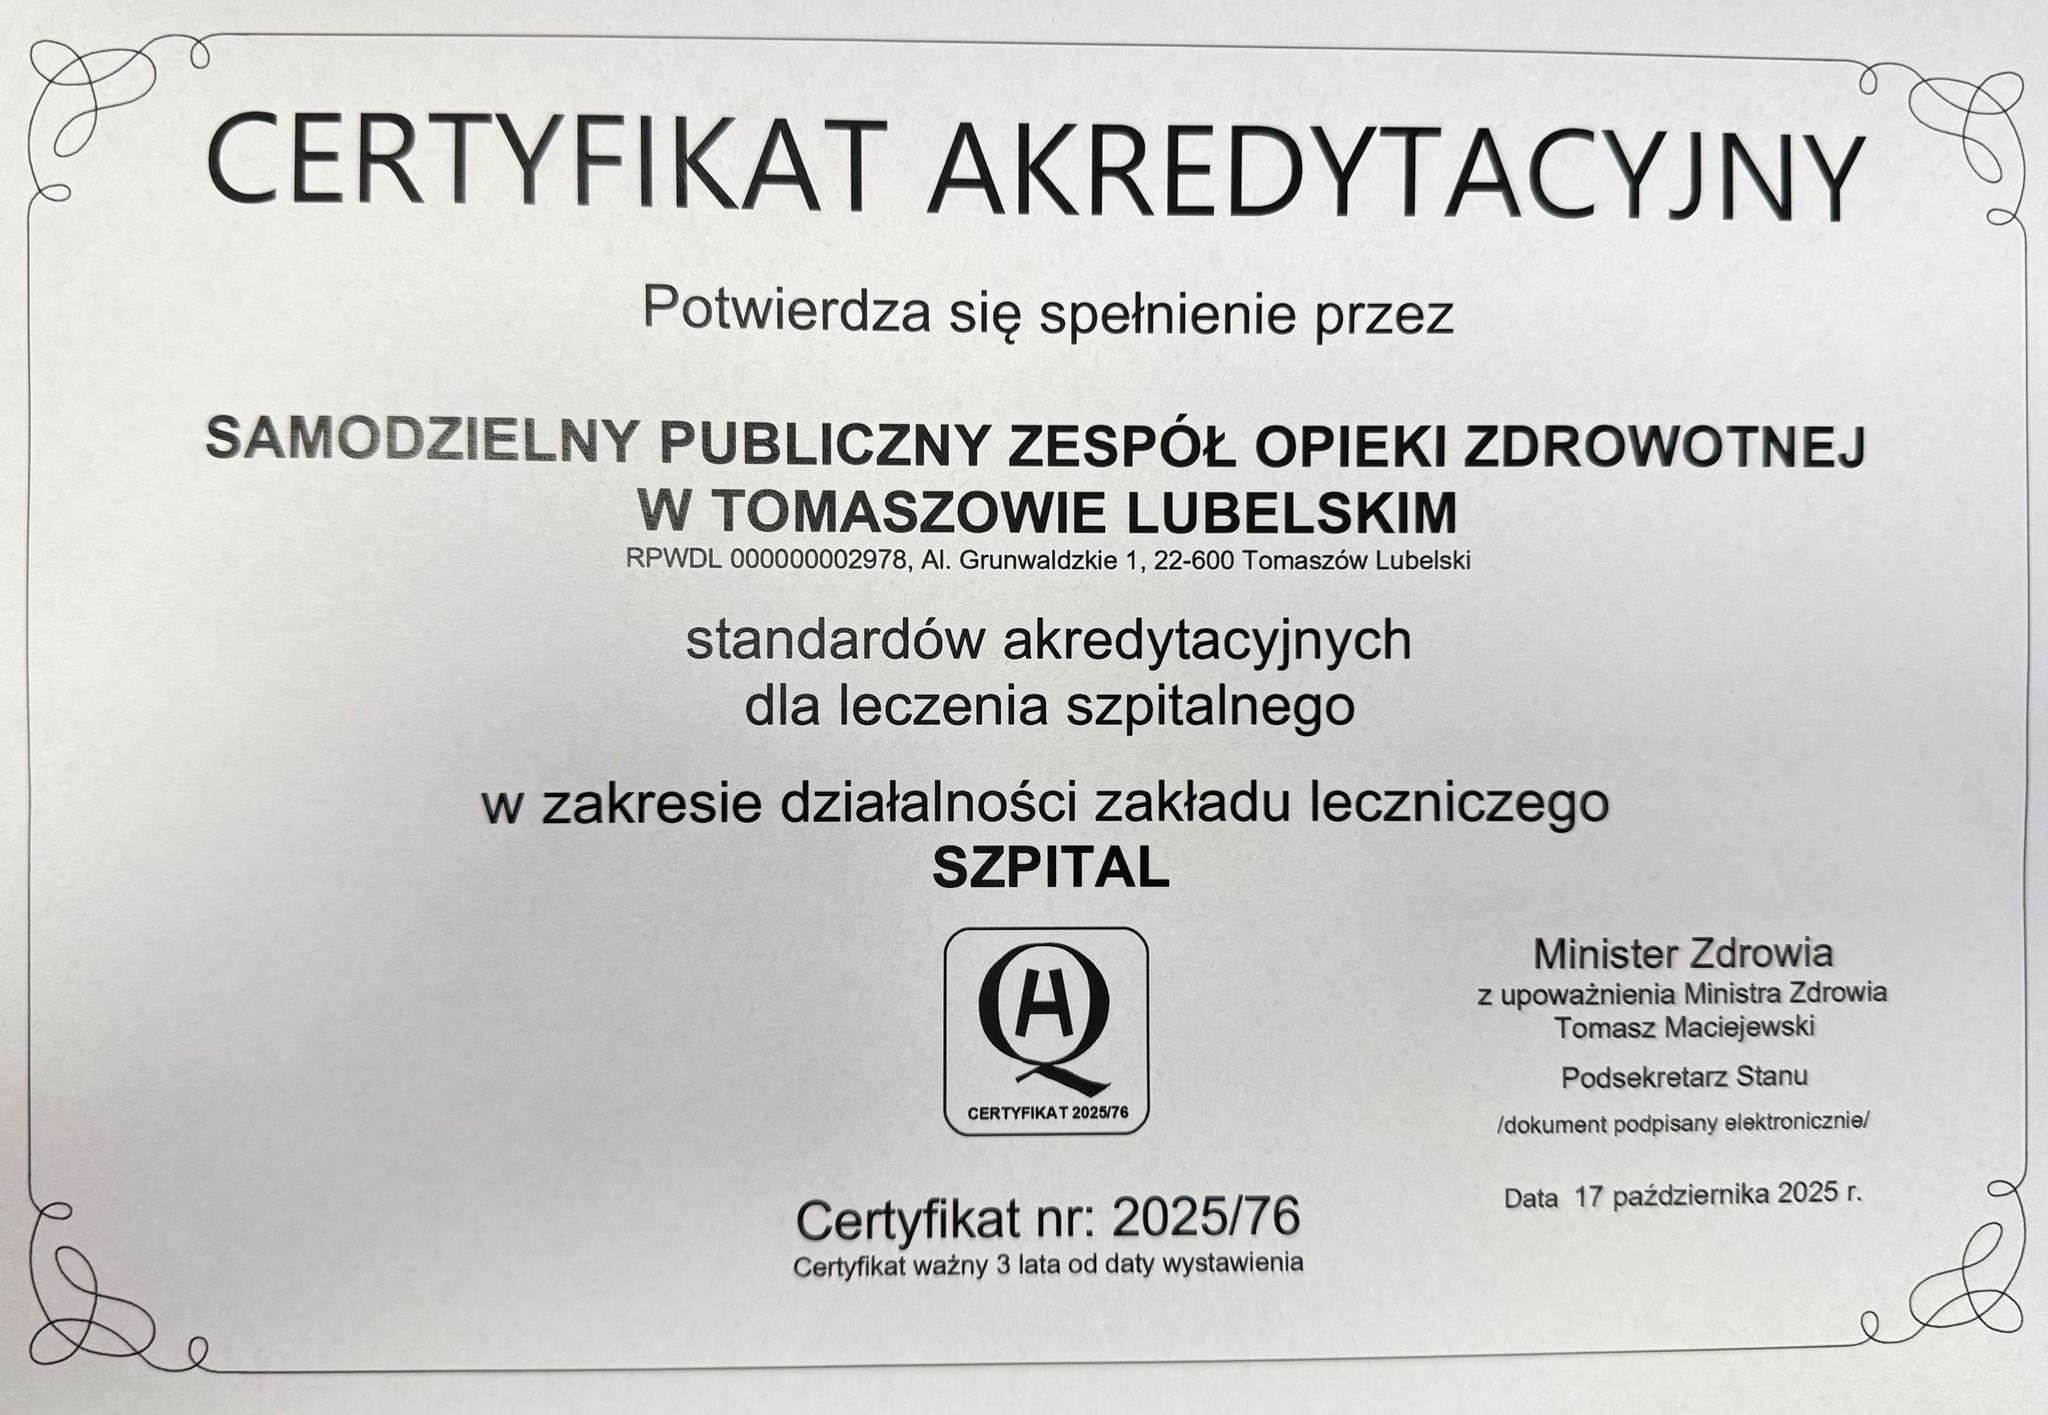 CERTYFIKAT AKREDYTACYJNY
Potwierdza się spełnienie przez
SAMODZIELNY PUBLICZNY ZESPÓŁ OPIEKI ZDROWOTNEJ
W TOMASZOWIE LUBELSKIM
RPWDL 000000002978, Al. Grunwaldzkie 1, 22-600 Tomaszów Lubelski
standardów akredytacyjnych
dla leczenia szpitalnego
w zakresie działalności zakładu leczniczego
SZPITAL
HQ
CERTYFIKAT 2025/76
Minister Zdrowia
z upoważnienia Ministra Zdrowia
Tomasz Maciejewski
Podsekretarz Stanu
/dokument podpisany elektronicznie/
Data 17 października 2025 r.
Certyfikat nr: 2025/76
Certyfikat ważny 3 lata od daty wystawienia